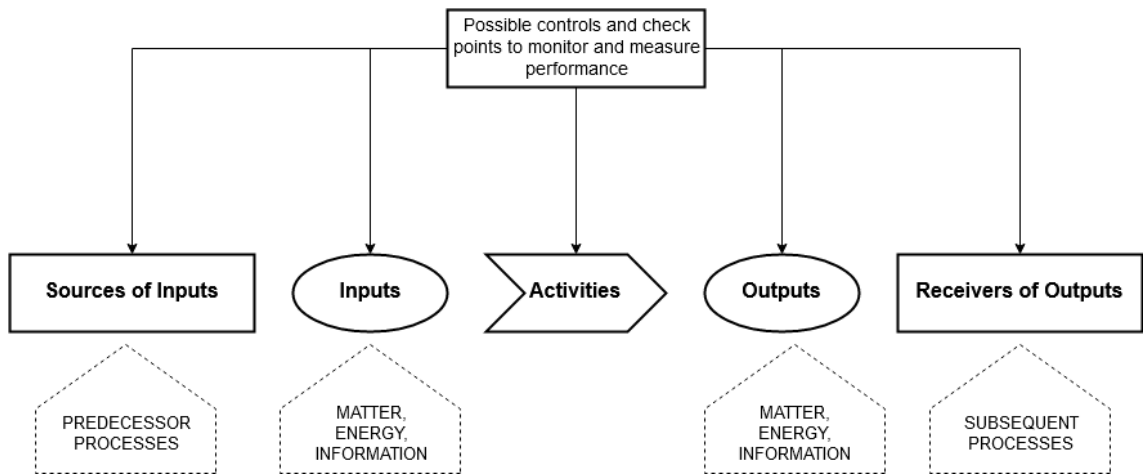 Possible controls and check
points to monitor and measure
performance
Sources of Inputs
Inputs
Activities
Outputs
Receivers of Outputs
PREDECESSOR
PROCESSES
MATTER,
ENERGY,
INFORMATION
MATTER,
ENERGY,
INFORMATION
SUBSEQUENT
PROCESSES